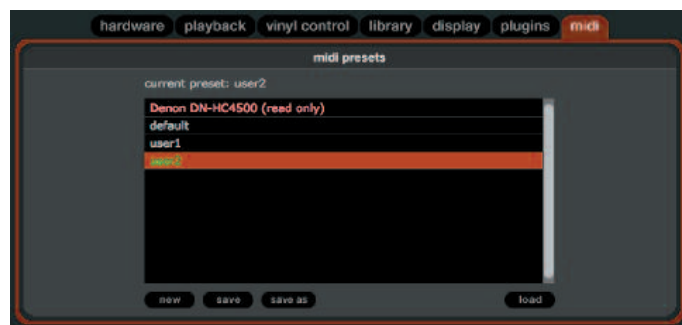 hardware playback vinyl control library display plugins midi
midi presets
current preset: user2
Denon DN-HC4500 (read only)
default
user1
new save save as load